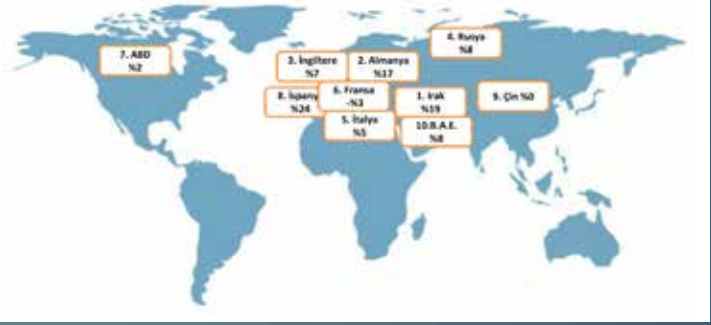 4. Rusya
%8
7. ABD
%2
3. İngiltere
%7
2. Almanya
%17
8. İspany
%24
6. Fransa
-%3
1. Irak
%19
9. Çin %0
5. İtalya
%5
10.B.A.E.
%8